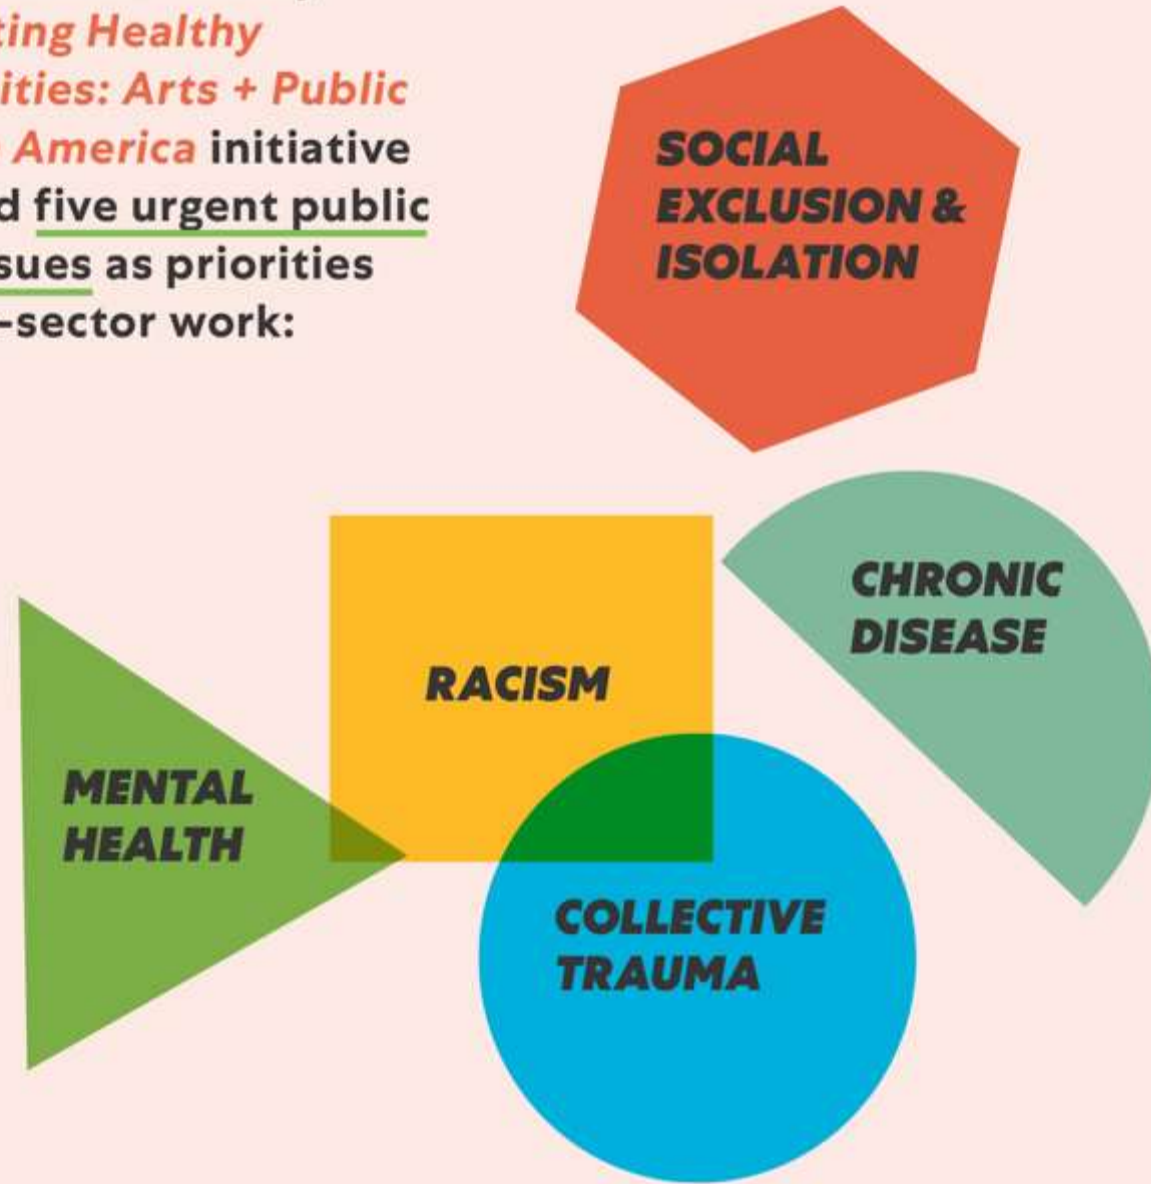 ting Healthy
ities: Arts + Public
America initiative
d five urgent public
sues as priorities
-sector work:
SOCIAL
EXCLUSION &
ISOLATION
CHRONIC
DISEASE
RACISM
MENTAL
HEALTH
COLLECTIVE
TRAUMA